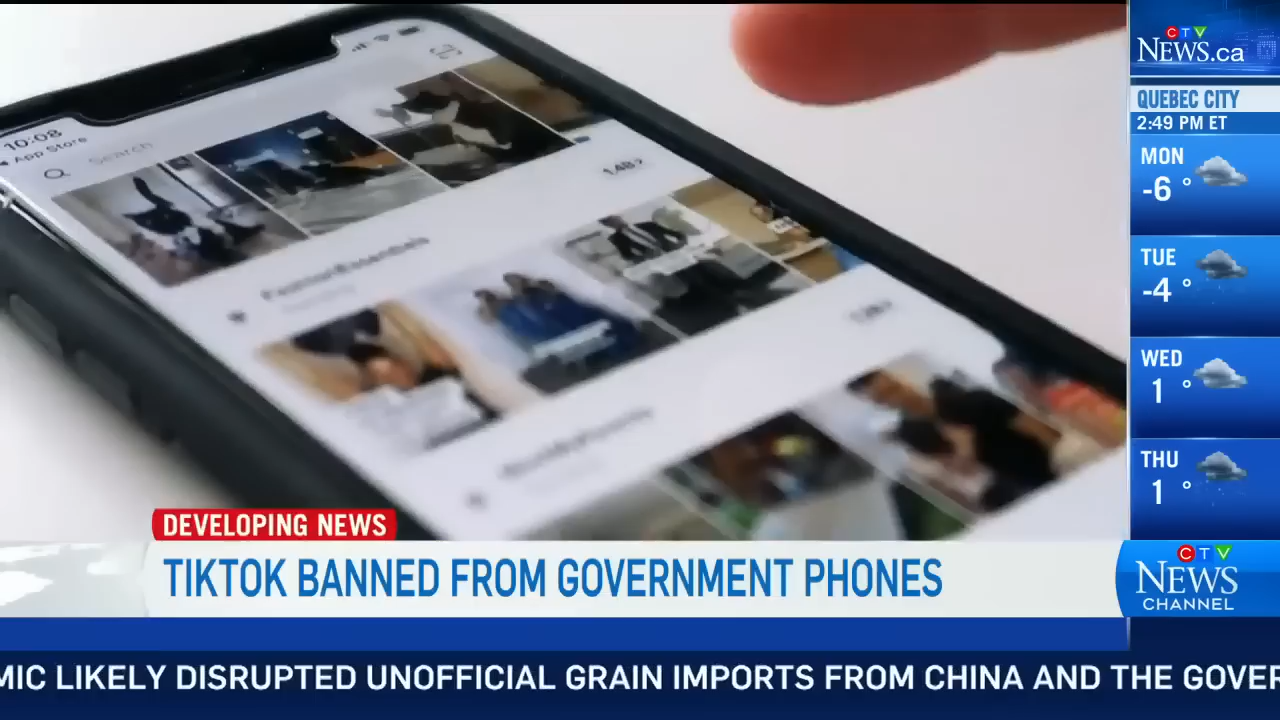 10:08
App Store
Search
148
CTV
NEWS.ca
QUEBEC CITY
2:49 PM ET
MON
-6°
TUE
-4°
WED
1°
THU
1°
DEVELOPING NEWS
TIKTOK BANNED FROM GOVERNMENT PHONES
CTV
NEWS
CHANNEL
MIC LIKELY DISRUPTED UNOFFICIAL GRAIN IMPORTS FROM CHINA AND THE GOVER